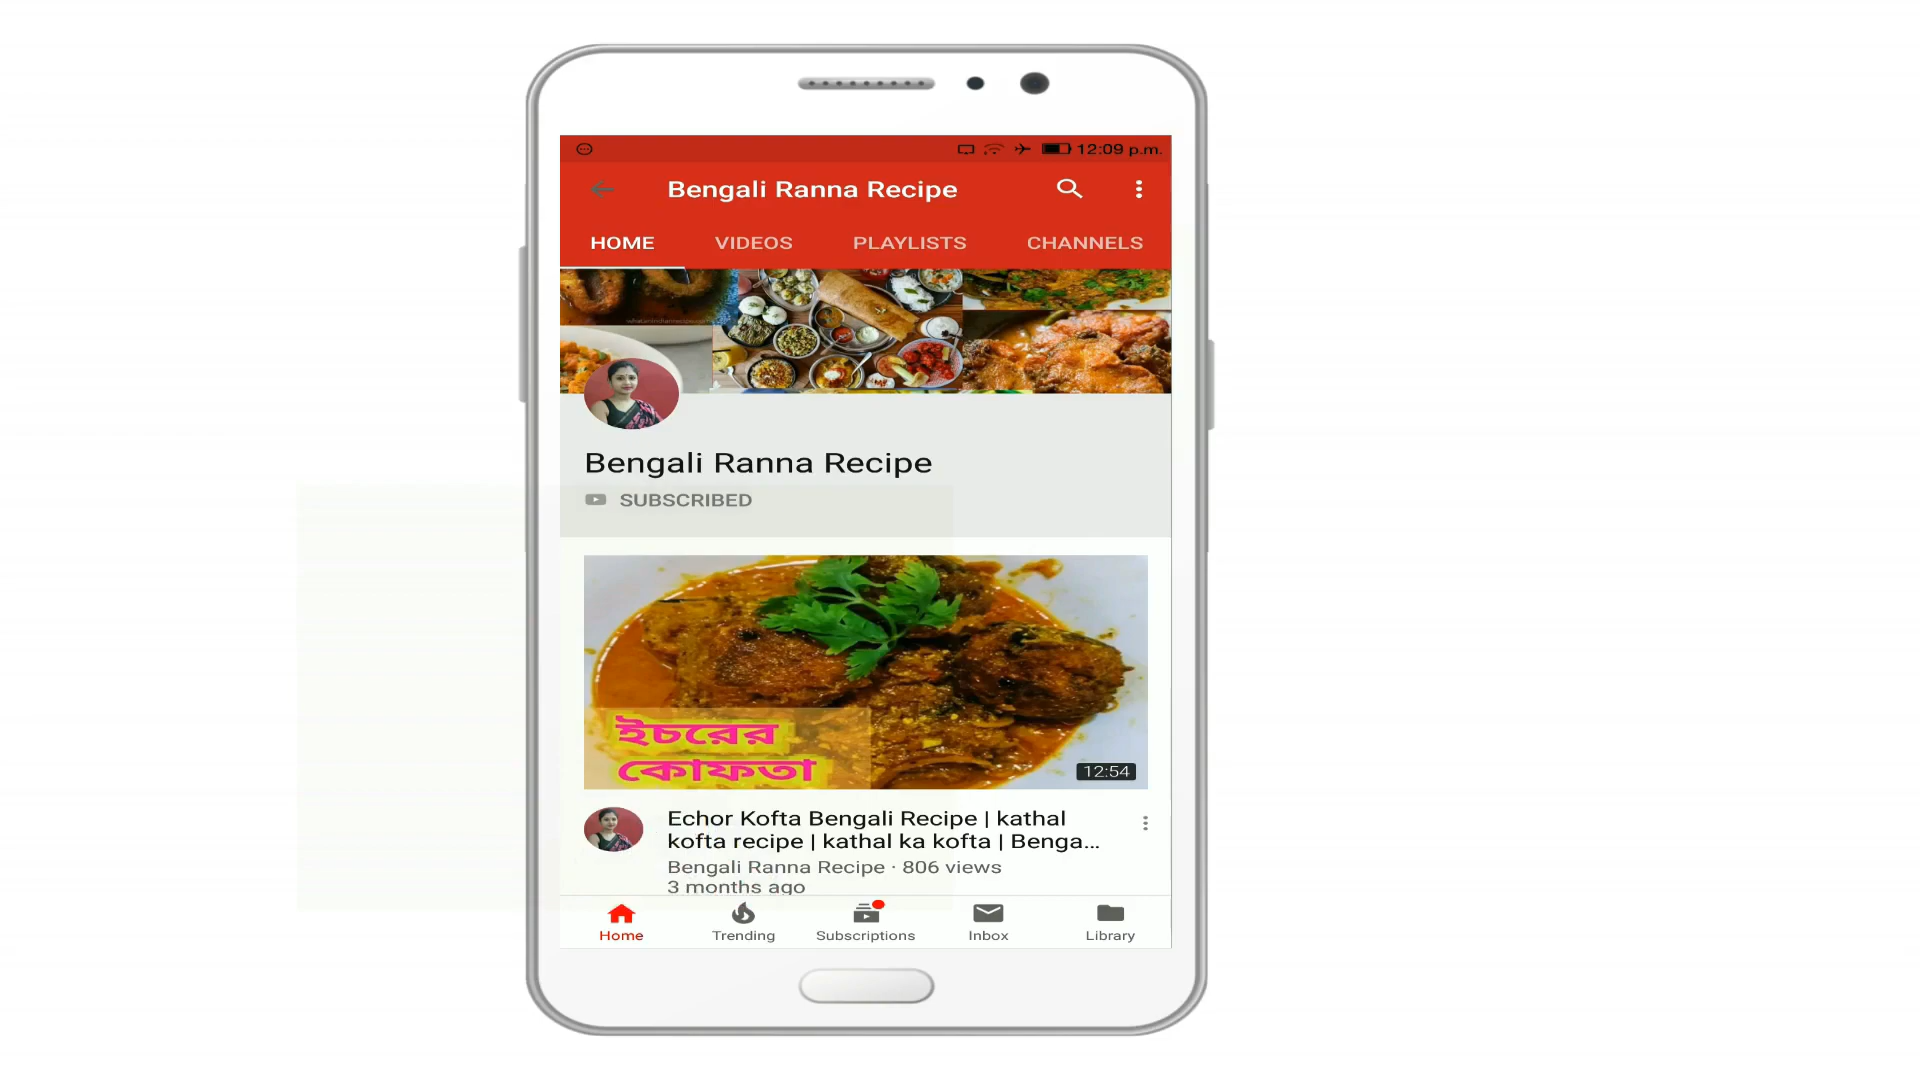 12:09 p.m.
Bengali Ranna Recipe
HOME VIDEOS PLAYLISTS CHANNELS
Bengali Ranna Recipe
SUBSCRIBED
ইচরের
কোফতা
12:54
Echor Kofta Bengali Recipe | kathal
kofta recipe | kathal ka kofta | Benga...
Bengali Ranna Recipe · 806 views
3 months ago
Home Trending Subscriptions Inbox Library